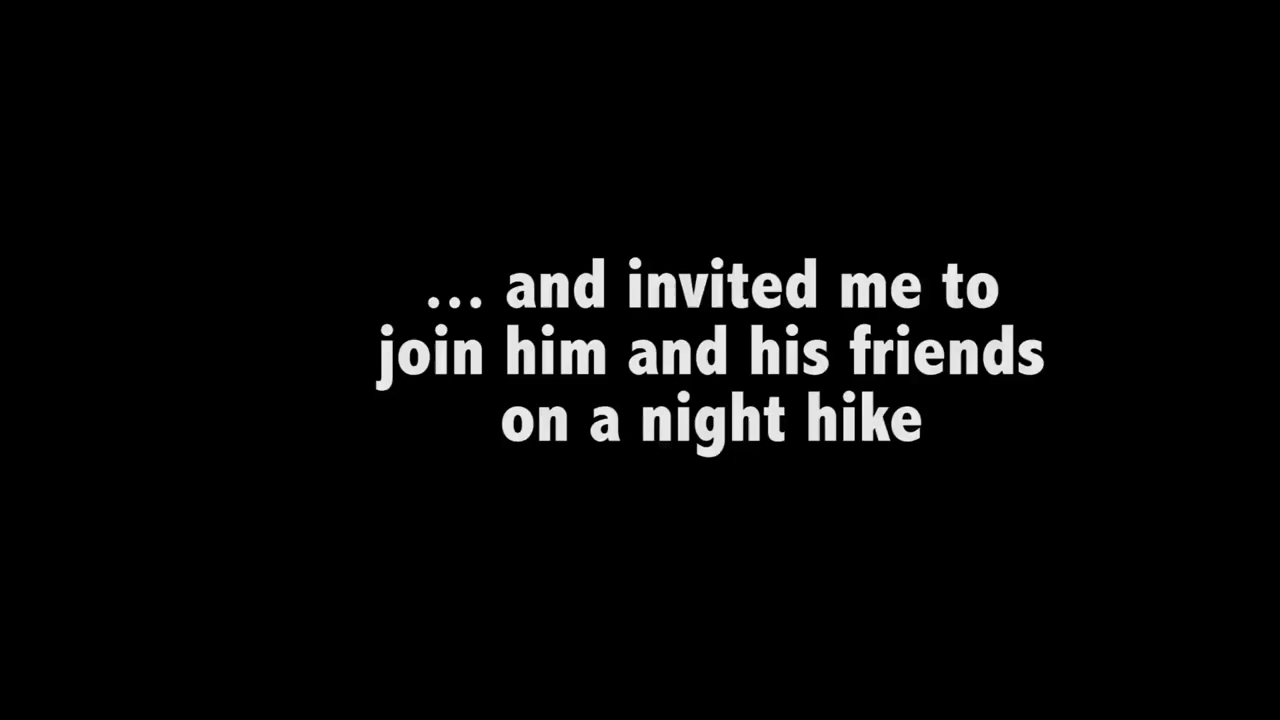 … and invited me to
join him and his friends
on a night hike